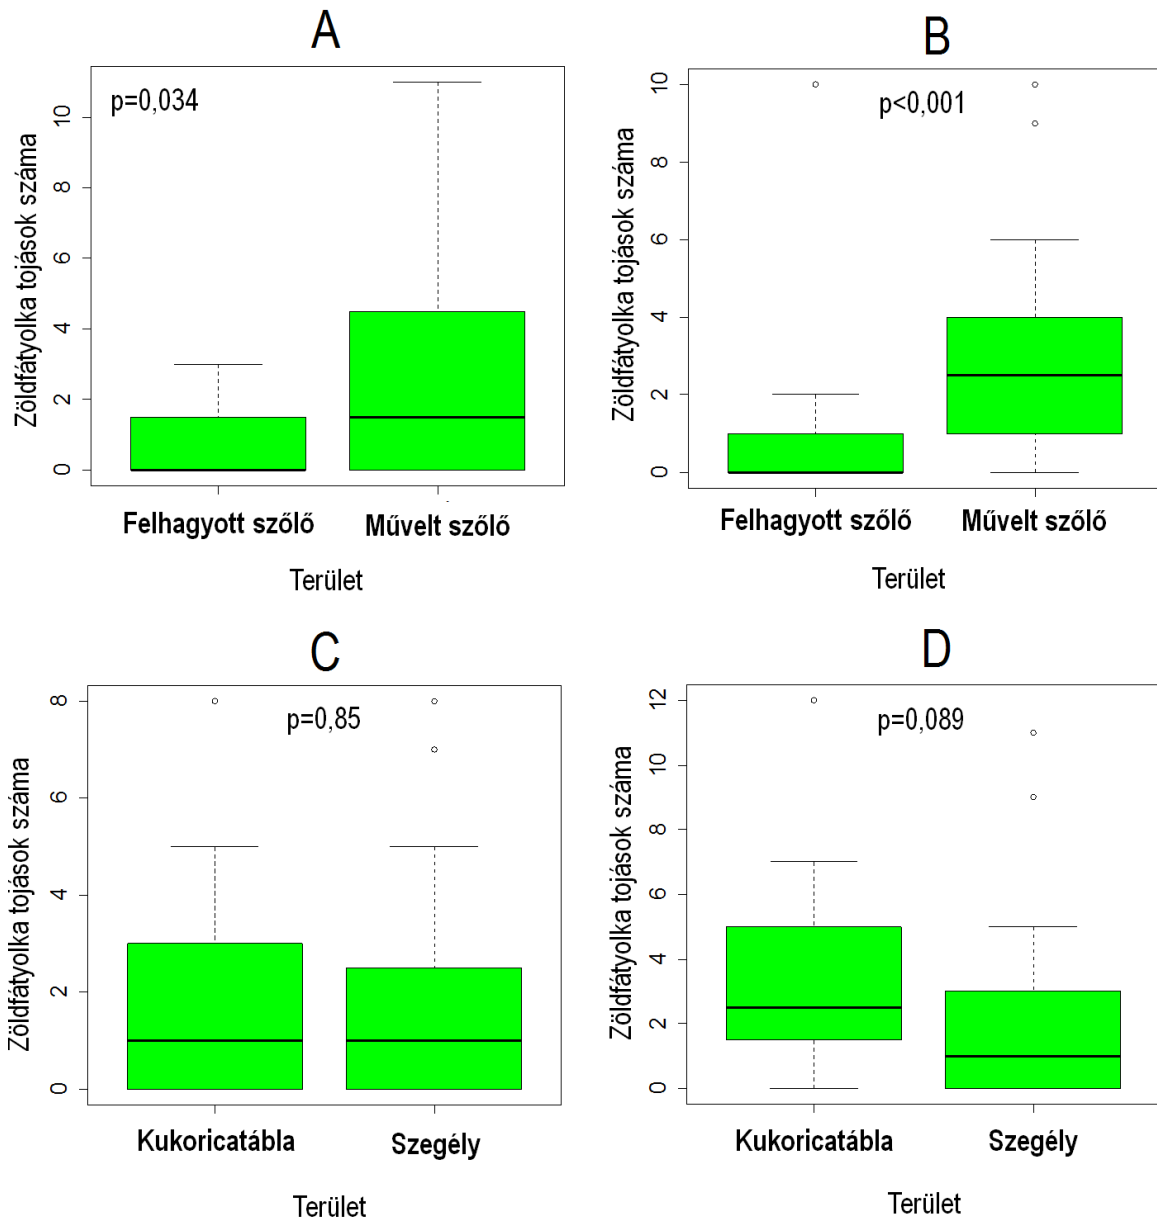 A
p=0,034
Zöldfátyolka tojások száma
10
8
6
4
2
0
Felhagyott szőlő
Művelt szőlő
Terület
B
p<0,001
Zöldfátyolka tojások száma
10
8
6
4
2
0
Felhagyott szőlő
Művelt szőlő
Terület
C
p=0,85
Zöldfátyolka tojások száma
8
6
4
2
0
Kukoricatábla
Szegély
Terület
D
p=0,089
Zöldfátyolka tojások száma
12
10
8
6
4
2
0
Kukoricatábla
Szegély
Terület